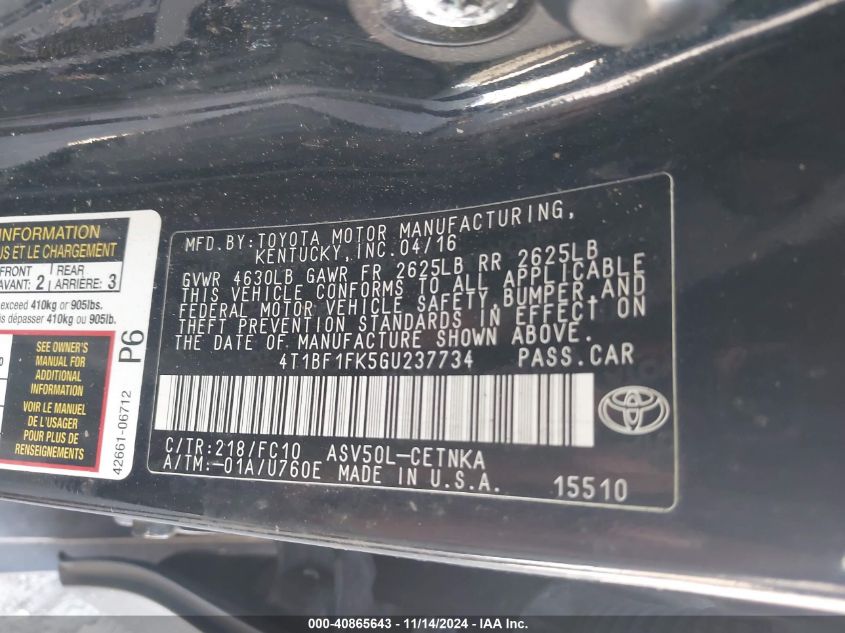 INFORMATION
US ET LE CHARGEMENT
FRONT
AVANT: 2
REAR
ARRIÈRE: 3
exceed 410kg or 905lbs.
is dépasser 410kg ou 905lb.
SEE OWNER'S
MANUAL FOR
ADDITIONAL
INFORMATION
VOIR LE MANUEL
DE L'USAGER
POUR PLUS DE
RENSEIGNEMENTS
P6
42661-06712
MFD. BY: TOYOTA MOTOR MANUFACTURING,
KENTUCKY, INC. 04/16
GVWR 4630LB GAWR FR 2625LB RR 2625LB
THIS VEHICLE CONFORMS TO ALL APPLICABLE
FEDERAL MOTOR VEHICLE SAFETY, BUMPER, AND
THEFT PREVENTION STANDARDS IN EFFECT ON
THE DATE OF MANUFACTURE SHOWN ABOVE.
4T1BF1FK5GU237734 PASS. CAR
C/TR: 218/FC10 ASV50L-CETNKA
A/TM: -01A/U760E MADE IN U.S.A. 15510
000-40865643 | 11/14/2024 - IAA Inc.